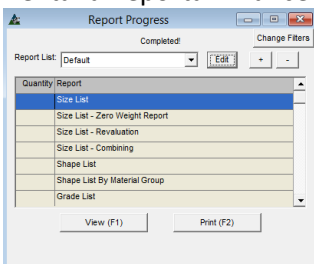 Report Progress
Completed!
Change Filters
Report List: Default Edit + -
Quantity Report
Size List
Size List - Zero Weight Report
Size List - Revaluation
Size List - Combining
Shape List
Shape List By Material Group
Grade List
View (F1) Print (F2)